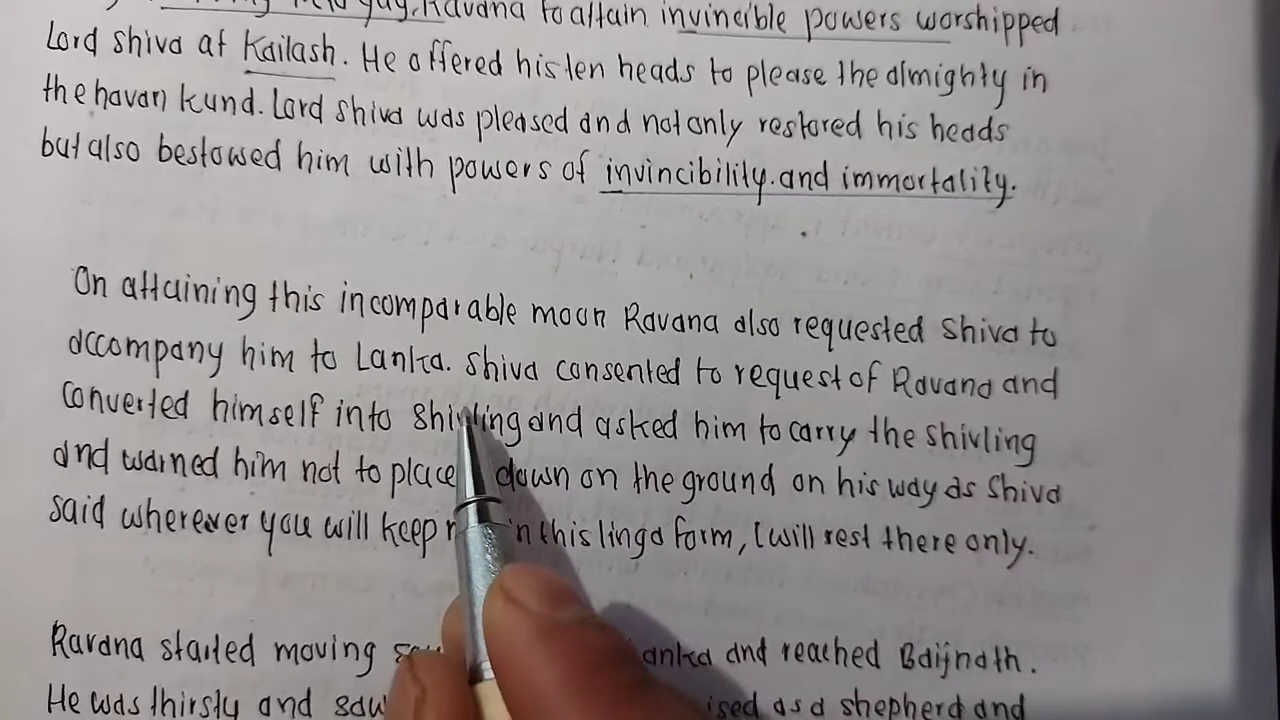 Ravana to attain invincible powers worshipped
Lord Shiva at Kailash. He offered his ten heads to please the almighty in
the havan kund. Lord Shiva was pleased and not only restored his heads
but also bestowed him with powers of invincibility and immortality.
On attaining this incomparable moon Ravana also requested Shiva to
accompany him to Lanka. Shiva consented to request of Ravana and
converted himself into Shivling and asked him to carry the shivling
and warned him not to place down on the ground on his way as Shiva
said wherever you will keep in this linga form, I will rest there only.
Ravana started moving and reached Baijnath.
He was thirsty and saw as a shepherd and